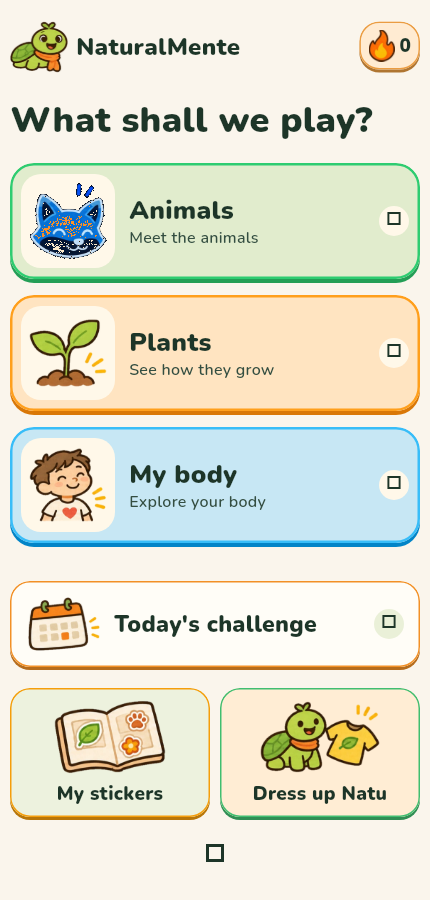 NaturalMente
0
What shall we play?
Animals
Meet the animals
Plants
See how they grow
My body
Explore your body
Today's challenge
My stickers
Dress up Natu